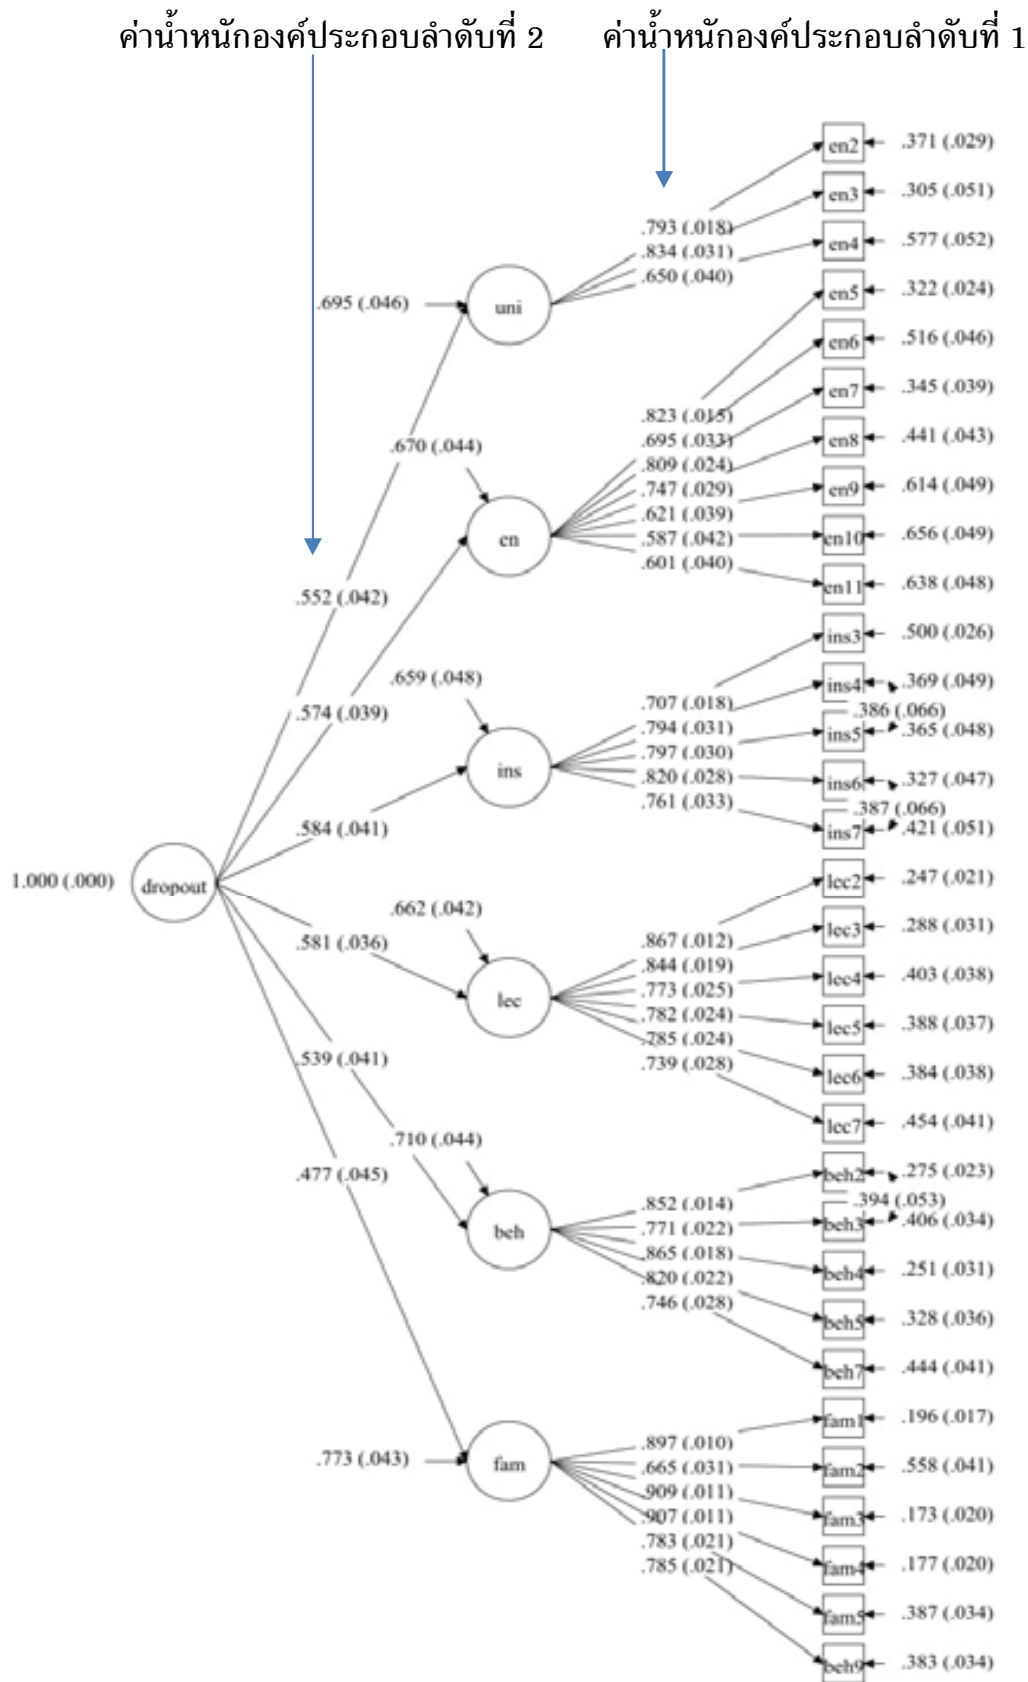 ค่าน้ำหนักองค์ประกอบลำดับที่ 2 ค่าน้ำหนักองค์ประกอบลำดับที่ 1
en2 .371 (.029)
en3 .305 (.051)
.793 (.018)
.834 (.031)
en4 .577 (.052)
.650 (.040)
en5 .322 (.024)
.695 (.046) uni
en6 .516 (.046)
en7 .345 (.039)
.823 (.015)
.670 (.044)
.695 (.033)
en8 .441 (.043)
.809 (.024)
.747 (.029)
en9 .614 (.049)
.621 (.039)
en
.587 (.042)
en10 .656 (.049)
.601 (.040)
en11 .638 (.048)
.552 (.042)
ins3 .500 (.026)
.659 (.048)
ins4 .369 (.049)
.707 (.018)
.386 (.066)
.574 (.039)
.794 (.031)
ins5 .365 (.048)
.797 (.030)
ins
.820 (.028)
ins6 .327 (.047)
.761 (.033)
.387 (.066)
.584 (.041)
ins7 .421 (.051)
1.000 (.000) dropout
lec2 .247 (.021)
.662 (.042)
lec3 .288 (.031)
.581 (.036)
.867 (.012)
.844 (.019)
lec4 .403 (.038)
.773 (.025)
lec
.782 (.024)
lec5 .388 (.037)
.785 (.024)
.539 (.041)
.739 (.028)
lec6 .384 (.038)
lec7 .454 (.041)
.710 (.044)
.477 (.045)
beh2 .275 (.023)
.394 (.053)
.852 (.014)
beh3 .406 (.034)
.771 (.022)
beh
.865 (.018)
beh4 .251 (.031)
.820 (.022)
.746 (.028)
beh5 .328 (.036)
beh7 .444 (.041)
fam1 .196 (.017)
.897 (.010)
.773 (.043) fam
.665 (.031)
fam2 .558 (.041)
.909 (.011)
.907 (.011)
fam3 .173 (.020)
.783 (.021)
.785 (.021)
fam4 .177 (.020)
fam5 .387 (.034)
beh9 .383 (.034)